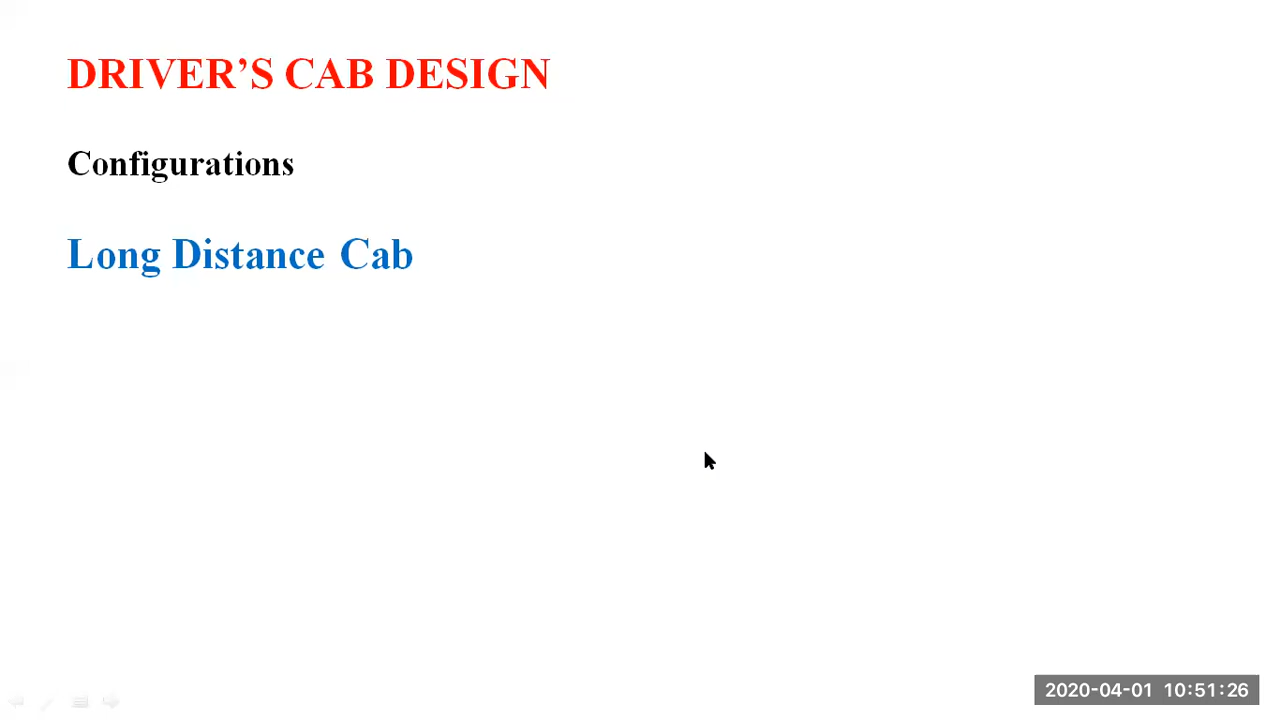 DRIVER’S CAB DESIGN
Configurations
Long Distance Cab
2020-04-01 10:51:26